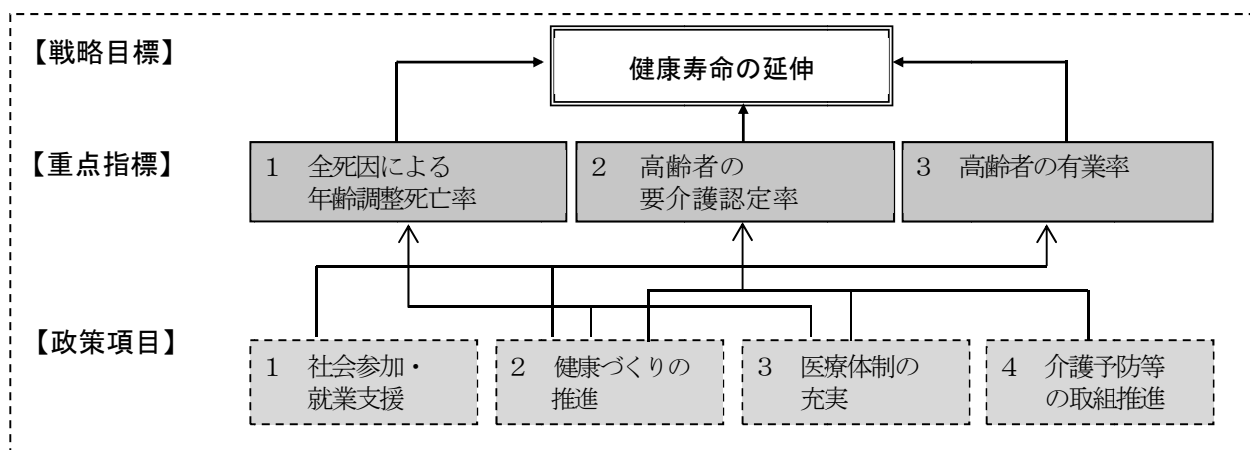 【戦略目標】
健康寿命の延伸
【重点指標】
1 全死因による
年齢調整死亡率
2 高齢者の
要介護認定率
3 高齢者の有業率
【政策項目】
1 社会参加・
就業支援
2 健康づくりの
推進
3 医療体制の
充実
4 介護予防等
の取組推進